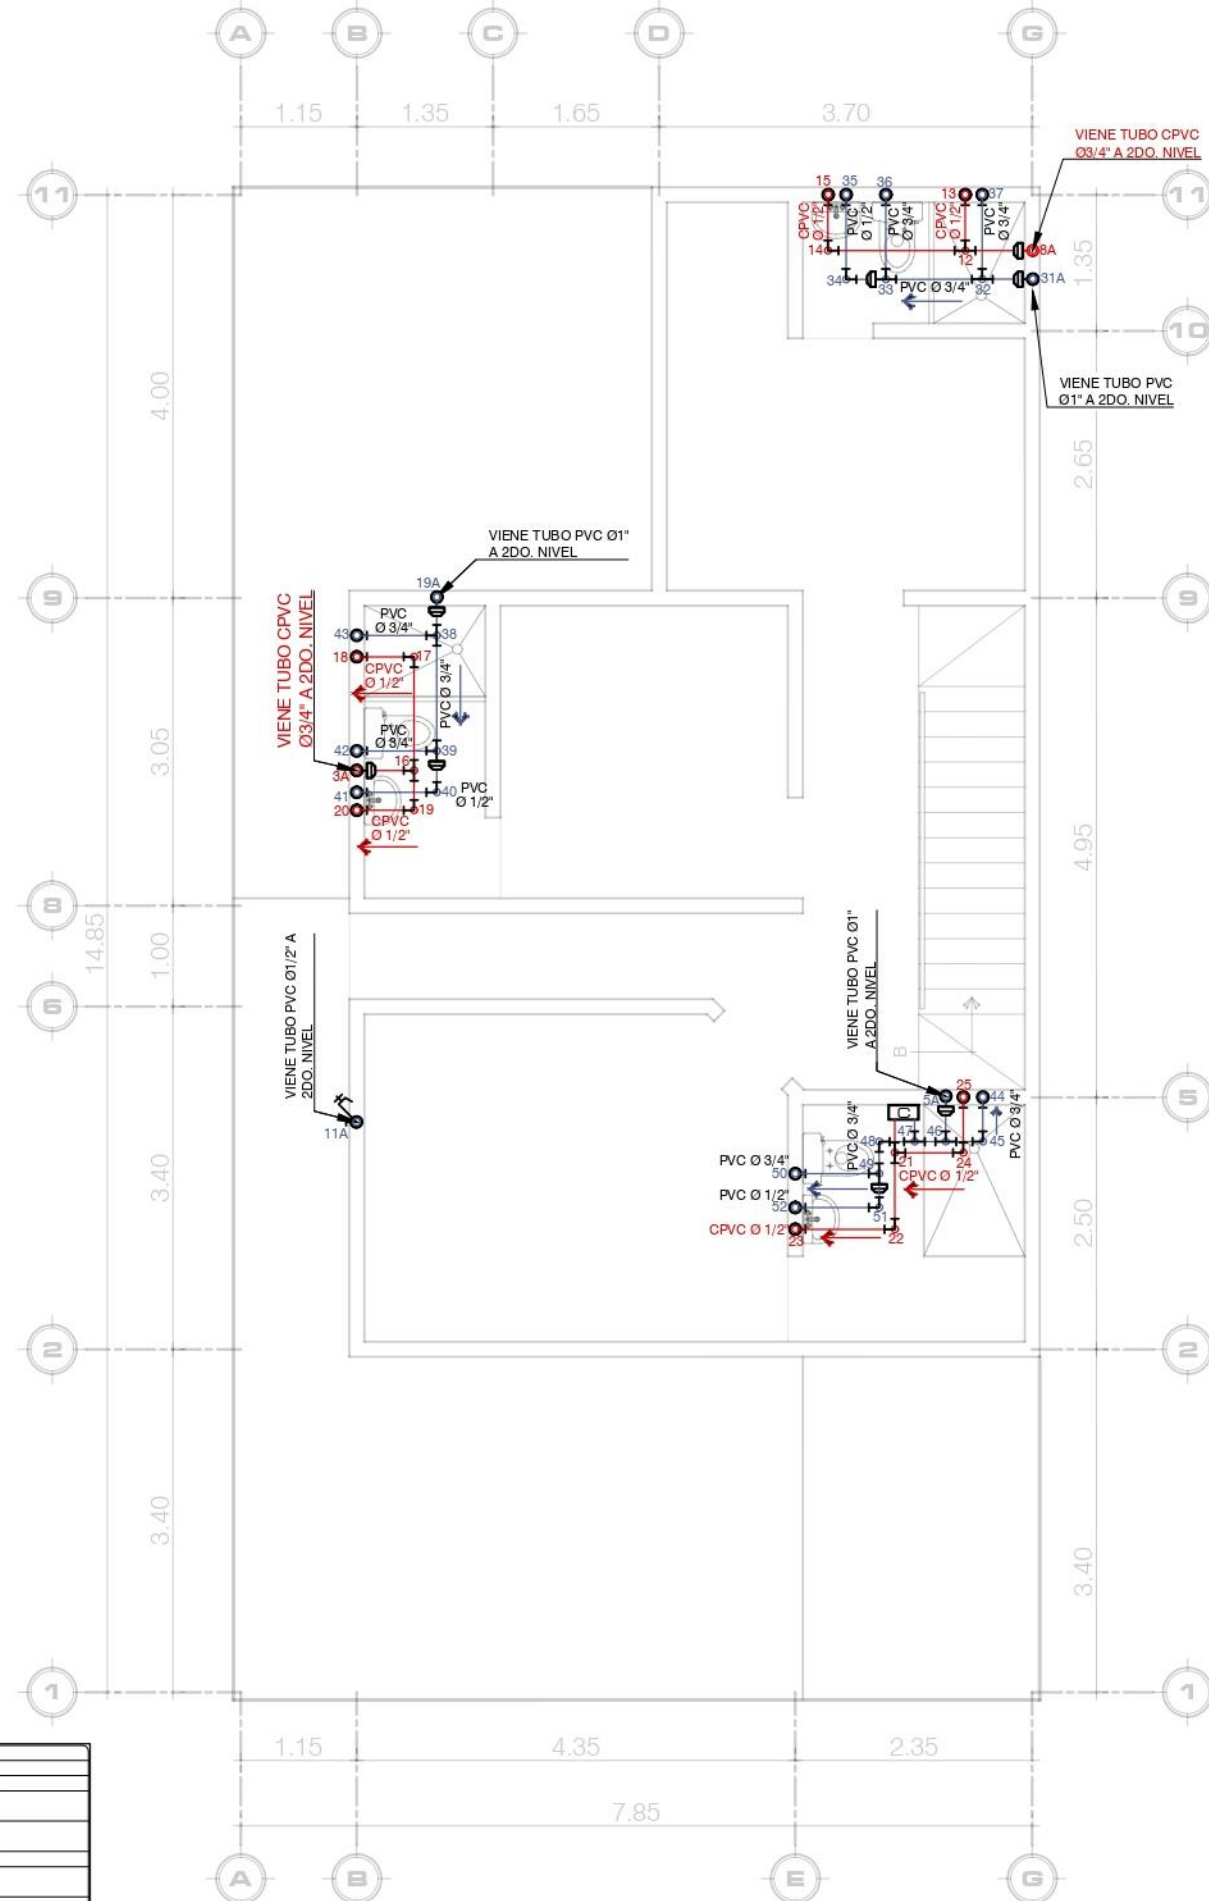 A B C D G
1.15 1.35 1.65 3.70
VIENE TUBO CPVC
Ø3/4" A 2DO. NIVEL
11 11
15 35 36 13 37
CPVC
Ø 1/2"
PVC
Ø 1/2"
PVC
Ø 3/4"
CPVC
Ø 1/2"
PVC
Ø 3/4"
14 12 8A
34 33 32 31A
PVC Ø 3/4"
1.35
10
VIENE TUBO PVC
Ø1" A 2DO. NIVEL
4.00
2.65
VIENE TUBO PVC Ø1"
A 2DO. NIVEL
19A
9 9
VIENE TUBO CPVC
Ø3/4" A 2DO. NIVEL
PVC
Ø 3/4"
43 38
18 17
CPVC
Ø 1/2"
PVC Ø 3/4"
PVC
Ø 3/4"
42 39
16
3A
41 40
PVC
Ø 1/2"
20 19
CPVC
Ø 1/2"
3.05
4.95
8
14.85
1.00
VIENE TUBO PVC Ø1/2" A
2DO. NIVEL
VIENE TUBO PVC Ø1"
A 2DO. NIVEL
6
B
5A 25 44
5
11A
PVC Ø 3/4"
48 47 46 45
PVC Ø 3/4"
PVC Ø 3/4"
49 21 24
50
CPVC Ø 1/2"
PVC Ø 1/2"
52 51
CPVC Ø 1/2"
23 22
3.40
2.50
2 2
3.40
3.40
1 1
1.15 4.35 2.35
7.85
A B E G